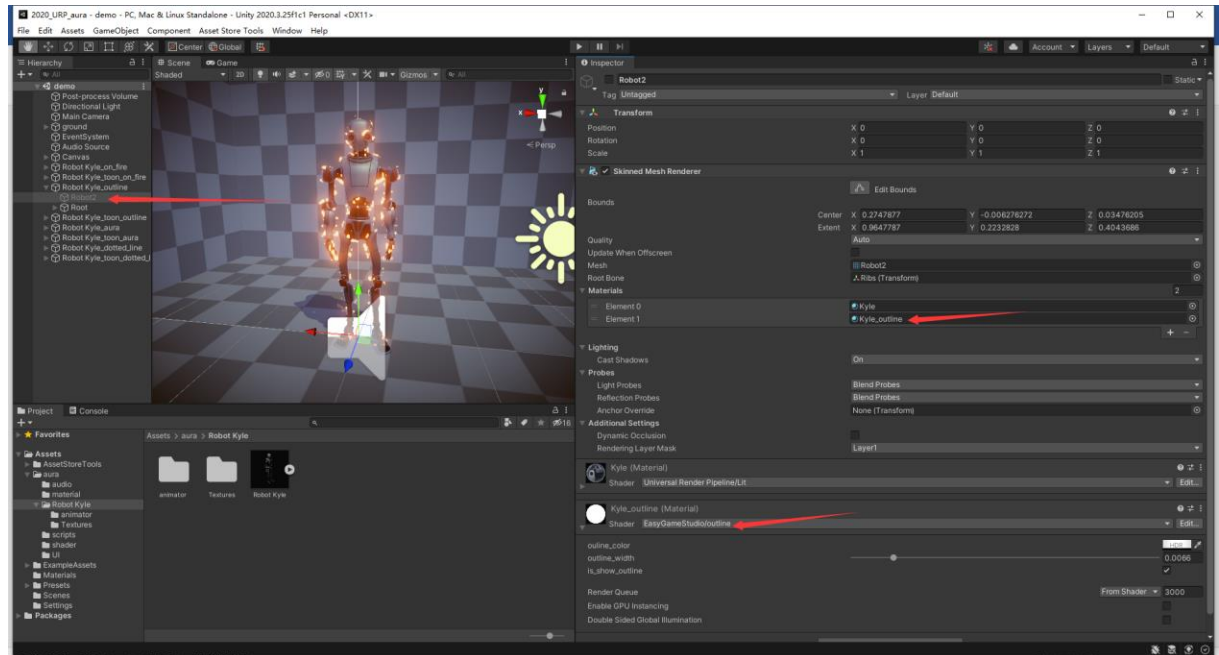 2020_URP_aura - demo - PC, Mac & Linux Standalone - Unity 2020.3.25f1c1 Personal <DX11>
File Edit Assets GameObject Component Asset Store Tools Window Help
Center Global Account Layers Default
Hierarchy
All
demo
Post-process Volume
Directional Light
Main Camera
ground
EventSystem
Audio Source
Canvas
Robot Kyle_on_fire
Robot Kyle_toon_on_fire
Robot Kyle_outline
Robot2
Root
Robot Kyle_toon_outline
Robot Kyle_aura
Robot Kyle_toon_aura
Robot Kyle_dotted_line
Robot Kyle_toon_dotted_l
Scene Game
Shaded 2D 0 Gizmos All
y
x
Persp
Project Console
16
Favorites
Assets
AssetStoreTools
aura
audio
material
Robot Kyle
animator
Textures
scripts
shader
UI
ExampleAssets
Materials
Presets
Scenes
Settings
Packages
Assets > aura > Robot Kyle
animator Textures Robot Kyle
Inspector
Robot2 Static
Tag Untagged Layer Default
Transform
Position X 0 Y 0 Z 0
Rotation X 0 Y 0 Z 0
Scale X 1 Y 1 Z 1
Skinned Mesh Renderer
Edit Bounds
Bounds
Center X 0.2747877 Y -0.006276272 Z 0.03476205
Extent X 0.9647787 Y 0.2232828 Z 0.4043686
Quality Auto
Update When Offscreen
Mesh Robot2
Root Bone Ribs (Transform)
Materials 2
Element 0 Kyle
Element 1 Kyle_outline
Lighting
Cast Shadows On
Probes
Light Probes Blend Probes
Reflection Probes Blend Probes
Anchor Override None (Transform)
Additional Settings
Dynamic Occlusion
Rendering Layer Mask Layer1
Kyle (Material)
Shader Universal Render Pipeline/Lit Edit...
Kyle_outline (Material)
Shader EasyGameStudio/outline Edit...
ouline_color HDR
outline_width 0.0066
is_show_outline
Render Queue From Shader 3000
Enable GPU Instancing
Double Sided Global Illumination